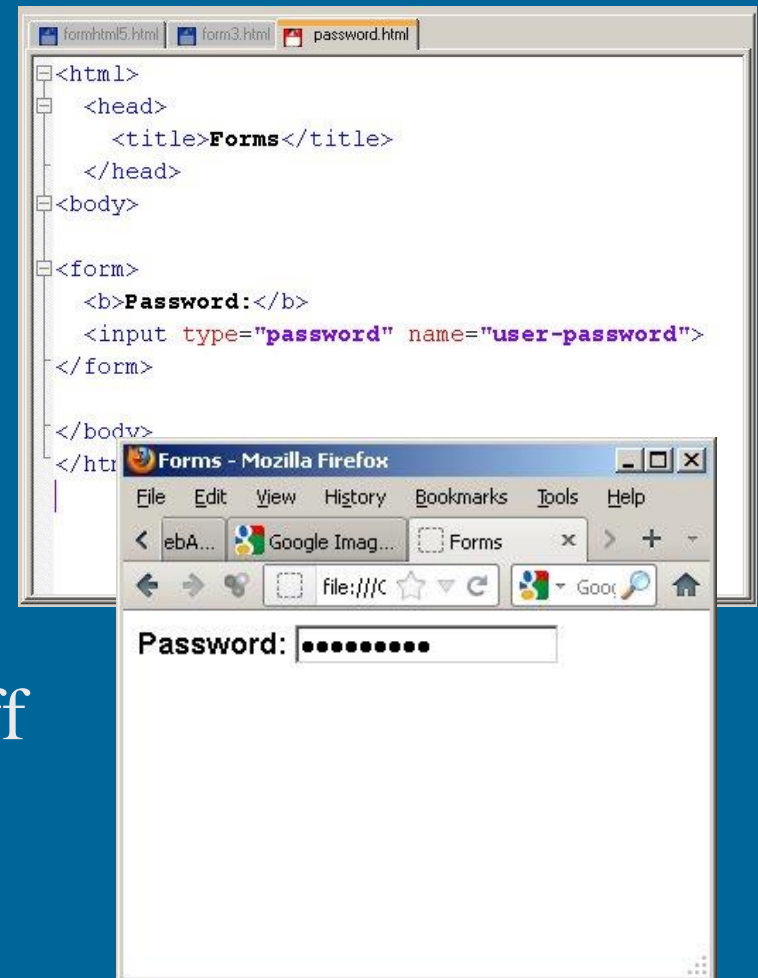 formhtml5.html form3.html password.html
<html>
<head>
<title>Forms</title>
</head>
<body>
<form>
<b>Password:</b>
<input type="password" name="user-password">
</form>
</body>
</htm
Forms - Mozilla Firefox
File Edit View History Bookmarks Tools Help
ebA... Google Imag... Forms
file:///C Goo
Password: •••••••••
ff